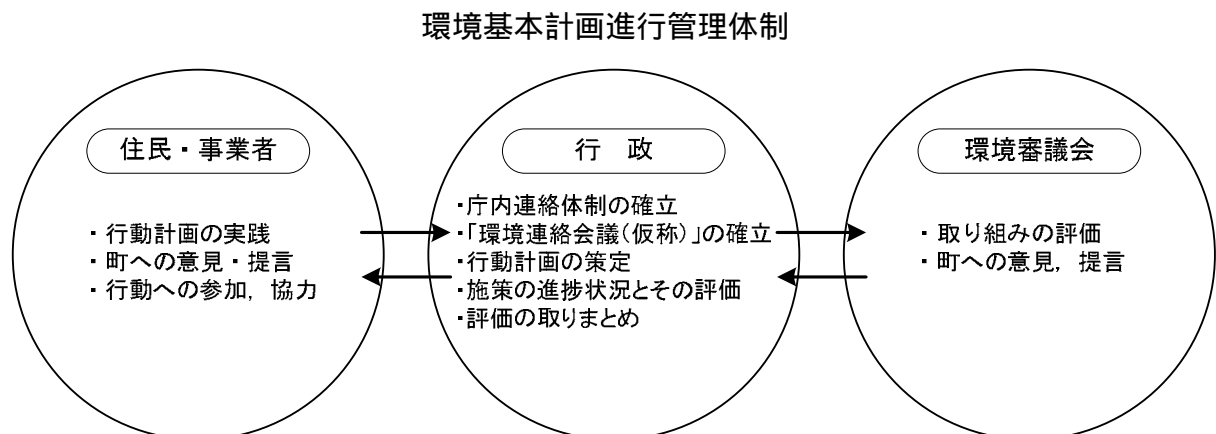 環境基本計画進行管理体制
住民・事業者
・行動計画の実践
・町への意見・提言
・行動への参加，協力
行　政
・庁内連絡体制の確立
・「環境連絡会議（仮称）」の確立
・行動計画の策定
・施策の進捗状況とその評価
・評価の取りまとめ
環境審議会
・取り組みの評価
・町への意見，提言